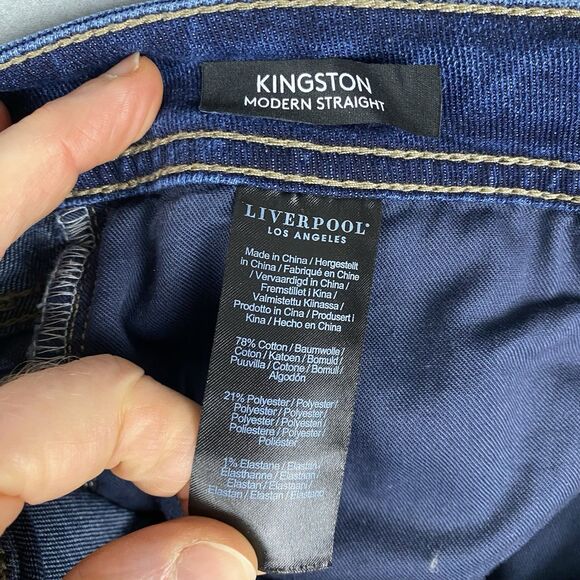 KINGSTON
MODERN STRAIGHT
LIVERPOOL®
LOS ANGELES
Made in China / Hergestellt
in China / Fabriqué en Chine
/ Vervaardigd in China /
Fremstillet i Kina /
Valmistettu Kiinassa /
Prodotto in Cina / Produsert i
Kina / Hecho en China
78% Cotton / Baumwolle /
Coton / Katoen / Bomuld /
Puuvilla / Cotone / Bomull /
Algodón
21% Polyester / Polyester /
Polyester / Polyester /
Polyester / Polyesteri /
Poliestera / Polyester /
Poliéster
1% Elastane / Elastan /
Elasthanne / Elastaan /
Elastan / Elastaani /
Elastan / Elastan / Elastano